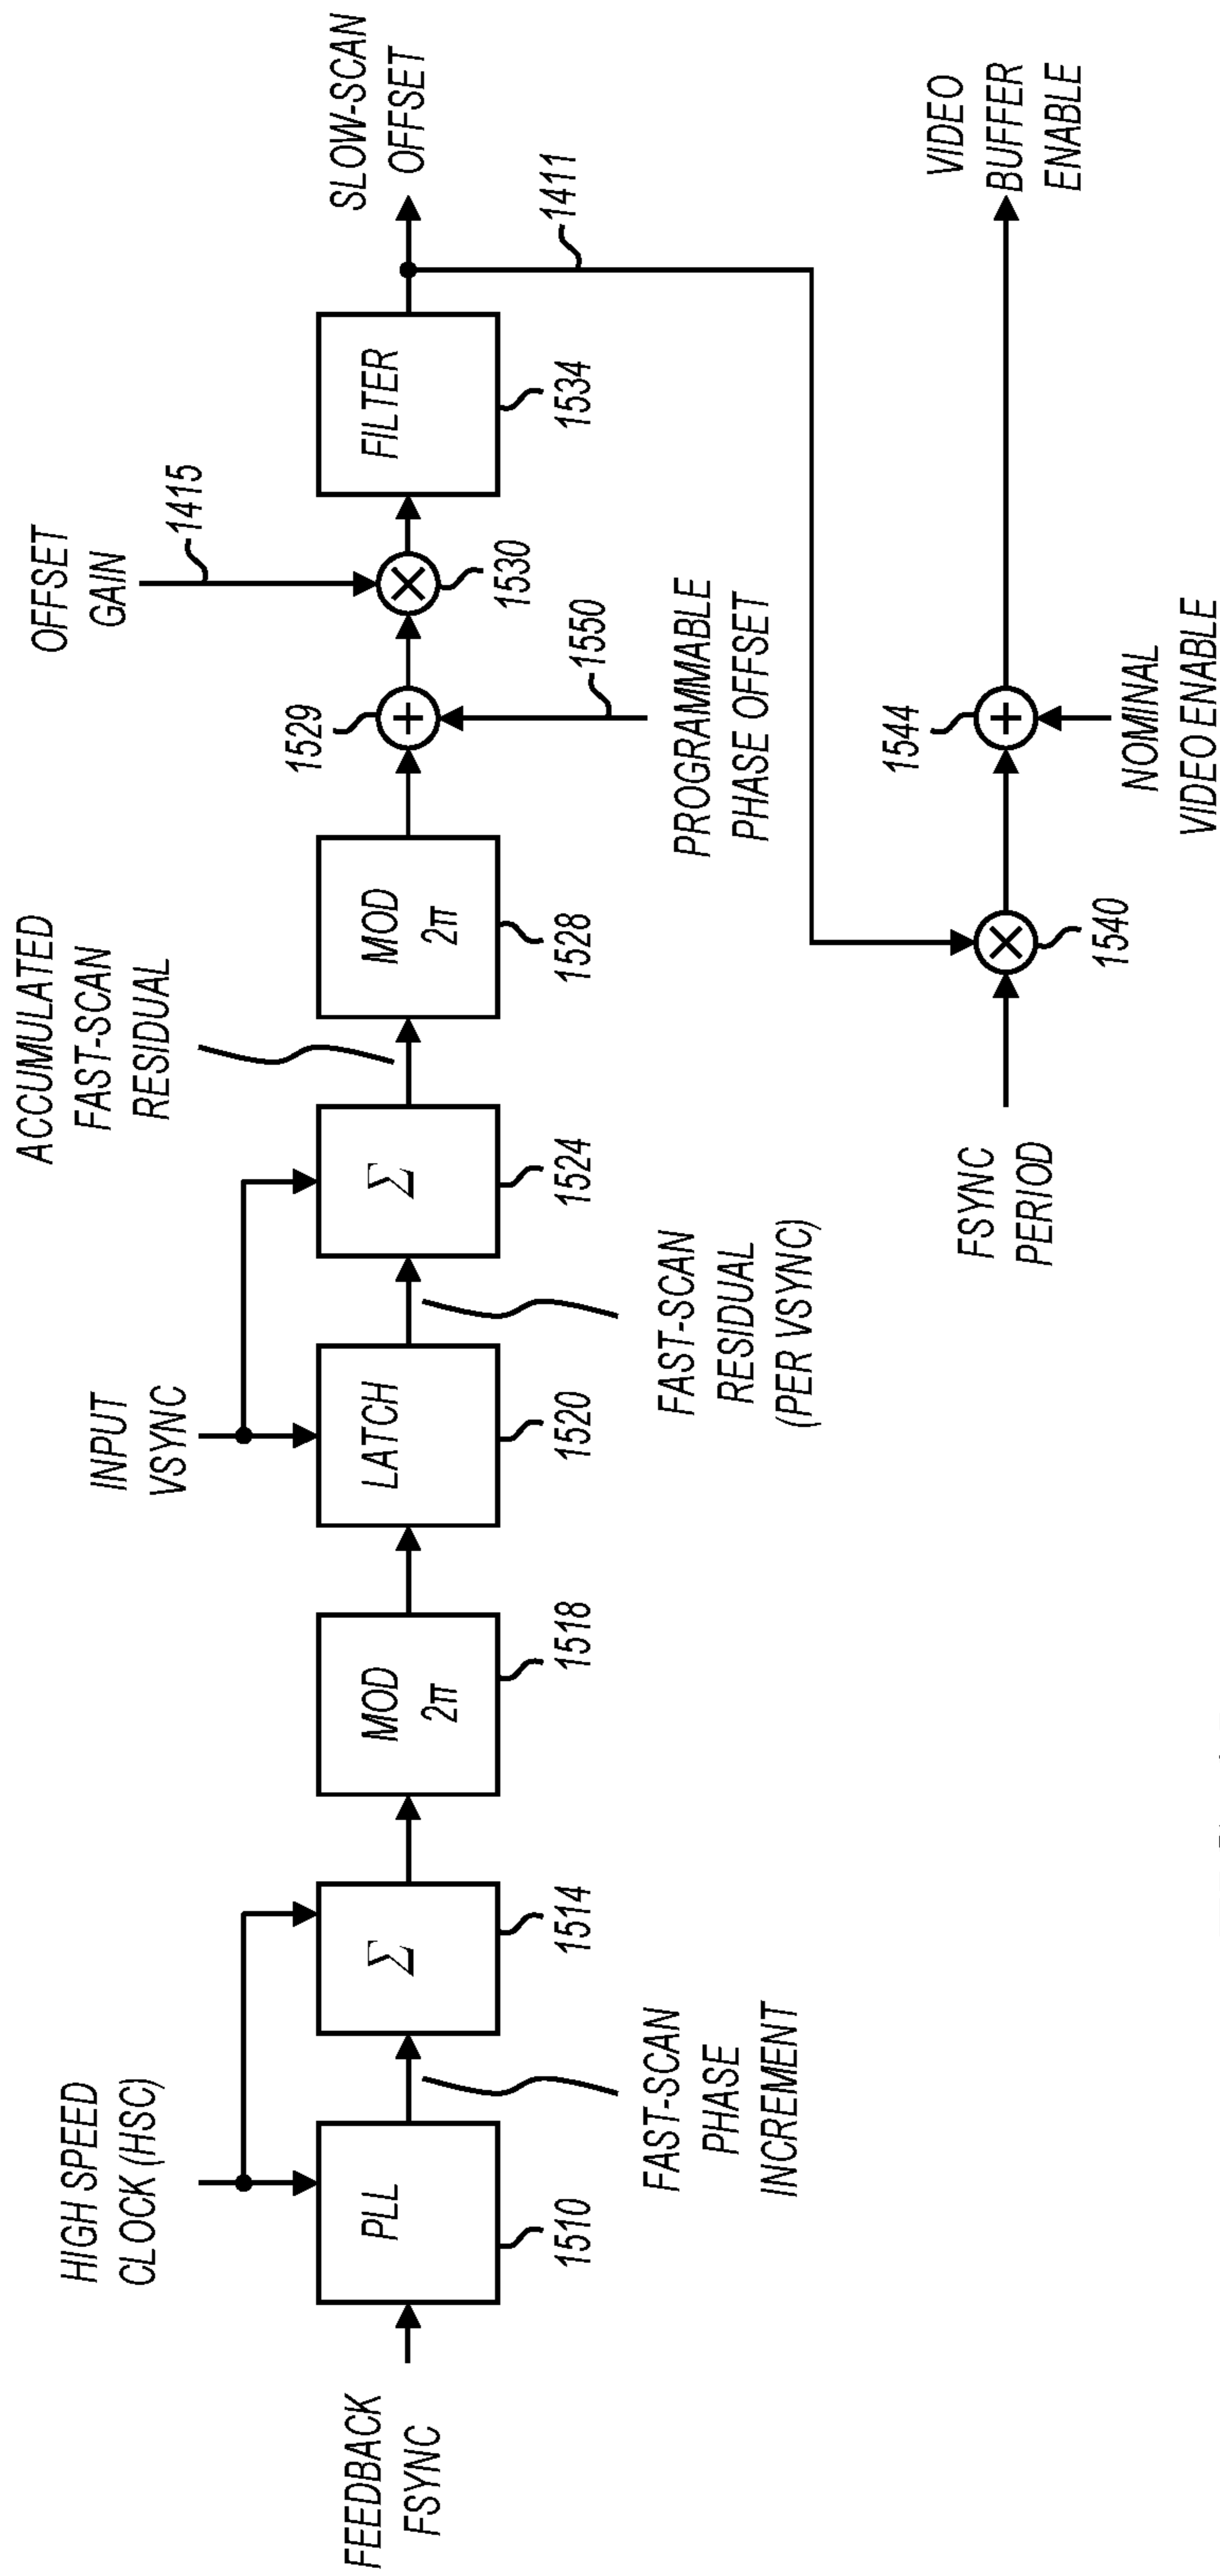 HIGH SPEED
CLOCK (HSC)
INPUT
VSYNC
ACCUMULATED
FAST-SCAN
RESIDUAL
OFFSET
GAIN
1415
FEEDBACK
FSYNC
PLL
1510
Σ
1514
MOD
2π
1518
LATCH
1520
Σ
1524
MOD
2π
1528
1529
1530
FILTER
1534
SLOW-SCAN
OFFSET
1411
FAST-SCAN
PHASE
INCREMENT
FAST-SCAN
RESIDUAL
(PER VSYNC)
1550
PROGRAMMABLE
PHASE OFFSET
FSYNC
PERIOD
1540
1544
NOMINAL
VIDEO ENABLE
VIDEO
BUFFER
ENABLE